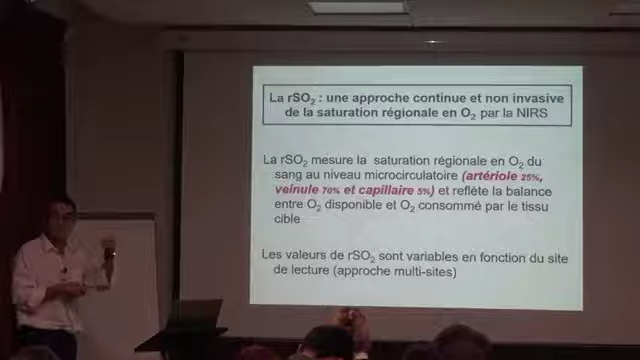 La rSO₂ : une approche continue et non invasive
de la saturation régionale en O₂ par la NIRS
La rSO₂ mesure la saturation régionale en O₂ du
sang au niveau microcirculatoire (artériole 25%,
veinule 70% et capillaire 5%) et reflète la balance
entre O₂ disponible et O₂ consommé par le tissu
cible
Les valeurs de rSO₂ sont variables en fonction du site
de lecture (approche multi-sites)